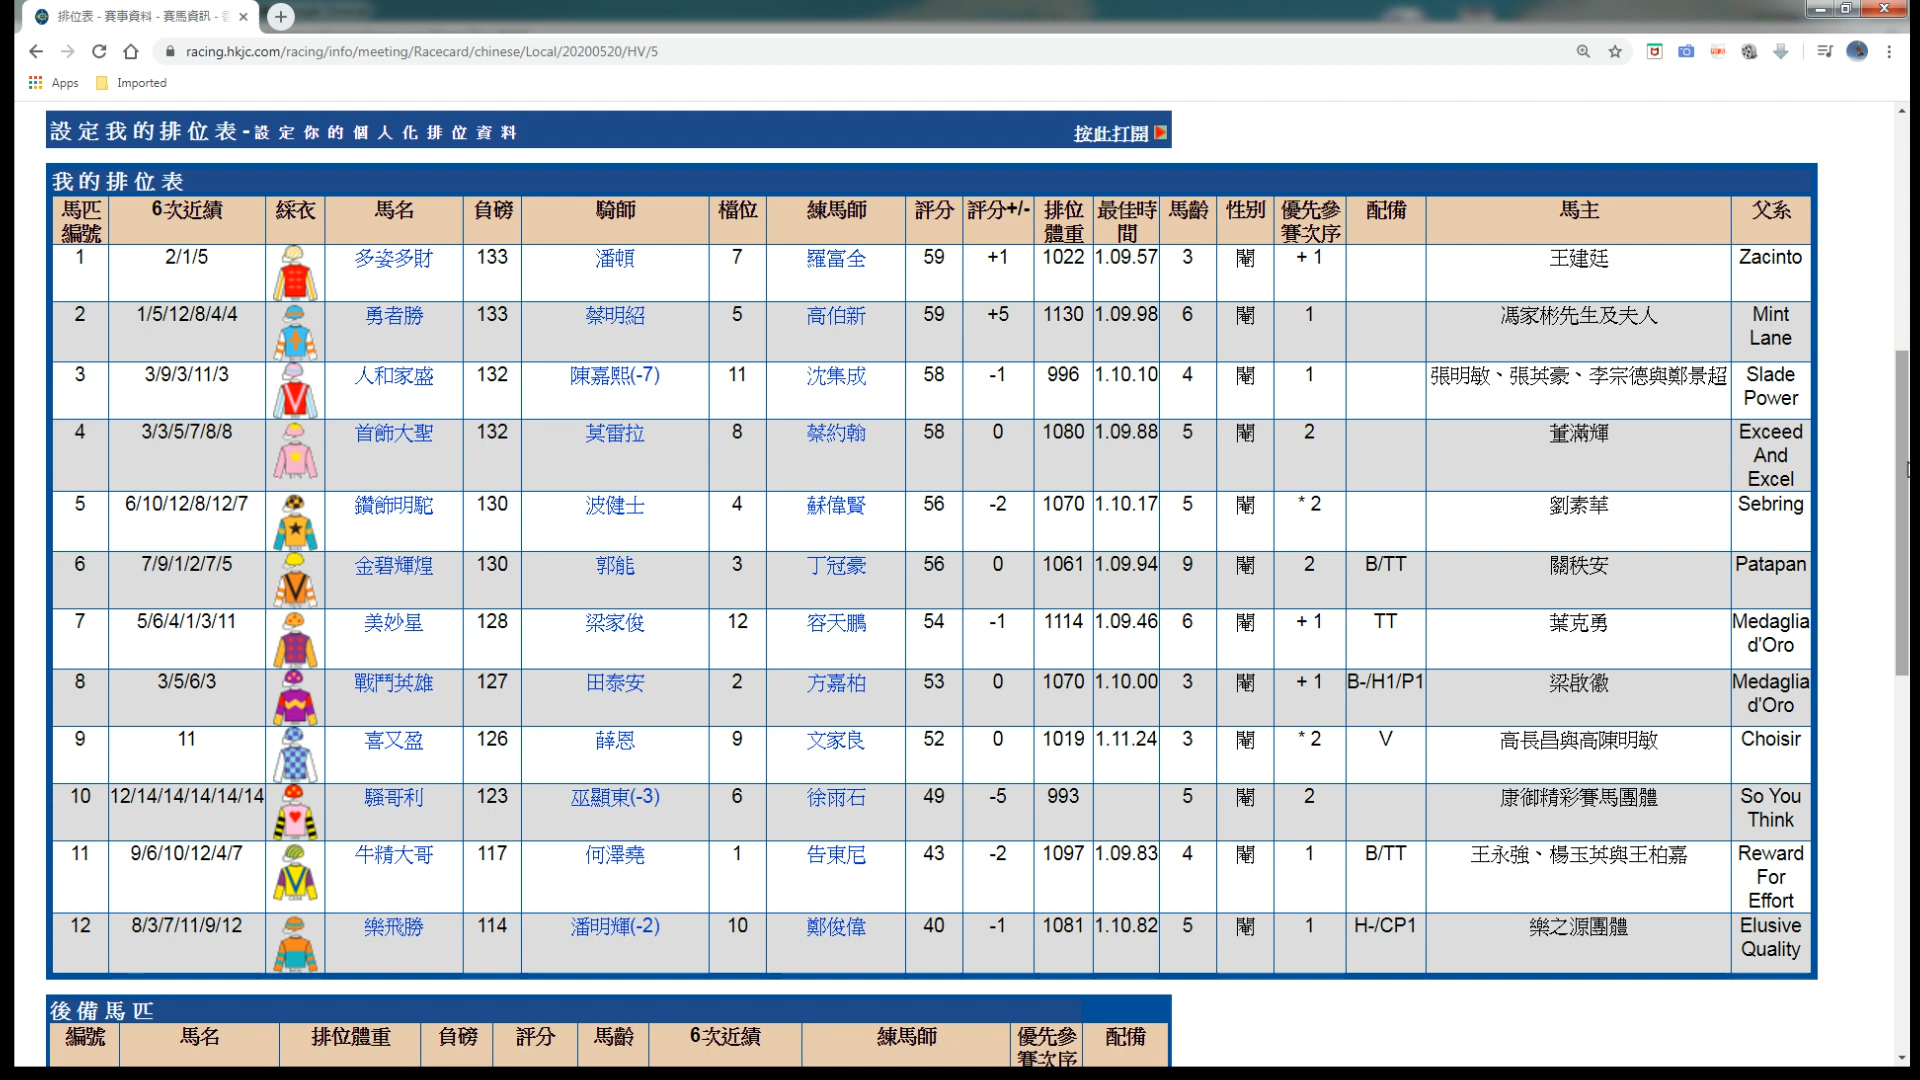 排位表 - 賽事資料 - 賽馬資訊 -
racing.hkjc.com/racing/info/meeting/Racecard/chinese/Local/20200520/HV/5
Apps Imported
設定我的排位表-設定你的個人化排位資料 按此打開
我的排位表
馬匹編號 6次近績 綵衣 馬名 負磅 騎師 檔位 練馬師 評分 評分+/- 排位體重 最佳時間 馬齡 性別 優先參賽次序 配備 馬主 父系
1 2/1/5 多姿多財 133 潘頓 7 羅富全 59 +1 1022 1.09.57 3 閹 + 1 王建廷 Zacinto
2 1/5/12/8/4/4 勇者勝 133 蔡明紹 5 高伯新 59 +5 1130 1.09.98 6 閹 1 馮家彬先生及夫人 Mint Lane
3 3/9/3/11/3 人和家盛 132 陳嘉熙(-7) 11 沈集成 58 -1 996 1.10.10 4 閹 1 張明敏、張英豪、李宗德與鄭景超 Slade Power
4 3/3/5/7/8/8 首飾大聖 132 莫雷拉 8 蔡約翰 58 0 1080 1.09.88 5 閹 2 董滿輝 Exceed And Excel
5 6/10/12/8/12/7 鑽飾明駝 130 波健士 4 蘇偉賢 56 -2 1070 1.10.17 5 閹 * 2 劉素華 Sebring
6 7/9/1/2/7/5 金碧輝煌 130 郭能 3 丁冠豪 56 0 1061 1.09.94 9 閹 2 B/TT 關秩安 Patapan
7 5/6/4/1/3/11 美妙星 128 梁家俊 12 容天鵬 54 -1 1114 1.09.46 6 閹 + 1 TT 葉克勇 Medaglia d'Oro
8 3/5/6/3 戰鬥英雄 127 田泰安 2 方嘉柏 53 0 1070 1.10.00 3 閹 + 1 B-/H1/P1 梁啟徽 Medaglia d'Oro
9 11 喜又盈 126 薛恩 9 文家良 52 0 1019 1.11.24 3 閹 * 2 V 高長昌與高陳明敏 Choisir
10 12/14/14/14/14/14 騷哥利 123 巫顯東(-3) 6 徐雨石 49 -5 993 5 閹 2 康御精彩賽馬團體 So You Think
11 9/6/10/12/4/7 牛精大哥 117 何澤堯 1 告東尼 43 -2 1097 1.09.83 4 閹 1 B/TT 王永強、楊玉英與王柏嘉 Reward For Effort
12 8/3/7/11/9/12 樂飛勝 114 潘明輝(-2) 10 鄭俊偉 40 -1 1081 1.10.82 5 閹 1 H-/CP1 樂之源團體 Elusive Quality
後備馬匹
編號 馬名 排位體重 負磅 評分 馬齡 6次近績 練馬師 優先參賽次序 配備